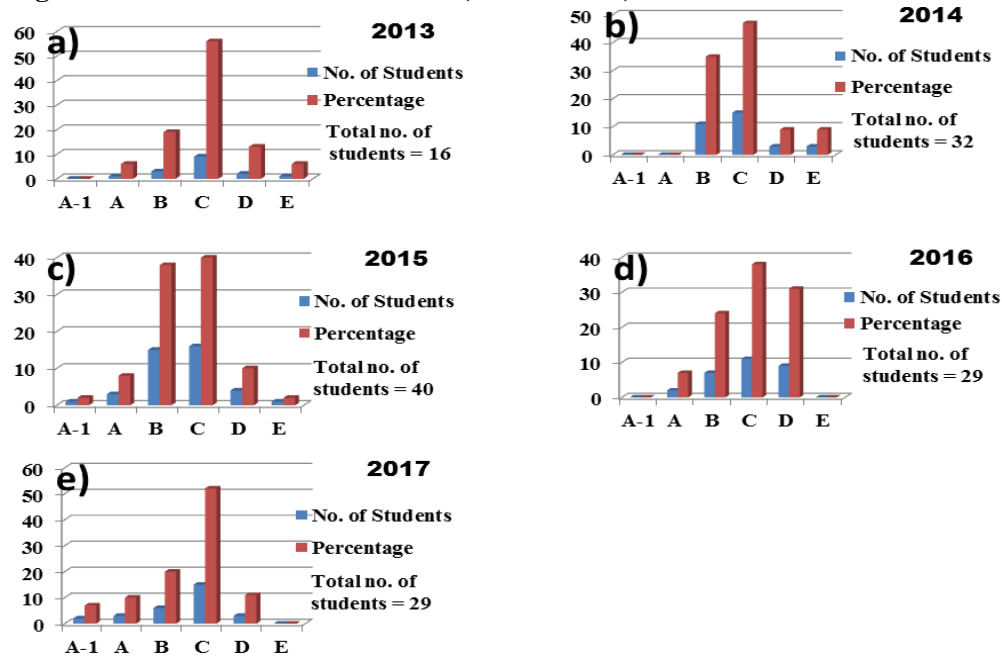 a)
2013
60
50
40
30
20
10
0
No. of Students
Percentage
Total no. of
students = 16
A-1 A B C D E
b)
2014
50
40
30
20
10
0
No. of Students
Percentage
Total no. of
students = 32
A-1 A B C D E
c)
2015
40
30
20
10
0
No. of Students
Percentage
Total no. of
students = 40
A-1 A B C D E
d)
2016
40
30
20
10
0
No. of Students
Percentage
Total no. of
students = 29
A-1 A B C D E
e)
2017
60
50
40
30
20
10
0
No. of Students
Percentage
Total no. of
students = 29
A-1 A B C D E